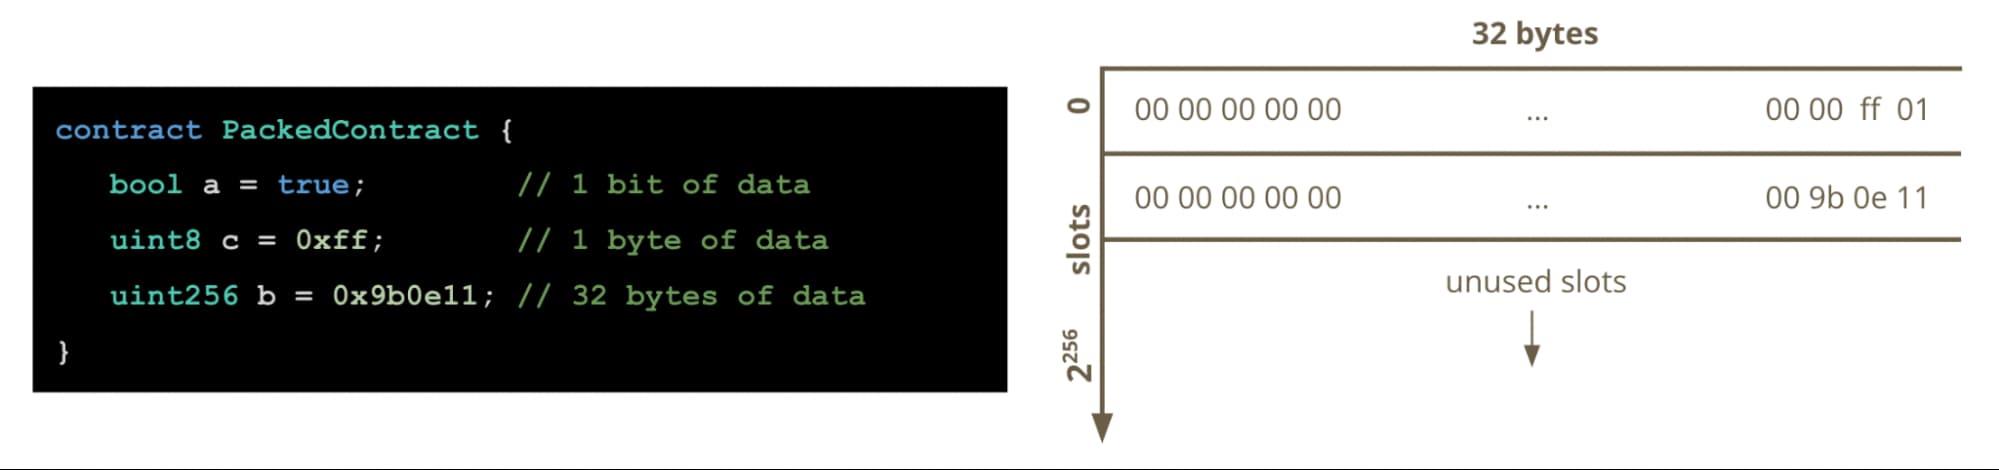 contract PackedContract {
bool a = true; // 1 bit of data
uint8 c = 0xff; // 1 byte of data
uint256 b = 0x9b0e11; // 32 bytes of data
}
32 bytes
0
00 00 00 00 00 ... 00 00 ff 01
slots
00 00 00 00 00 ... 00 9b 0e 11
unused slots
2²⁵⁶